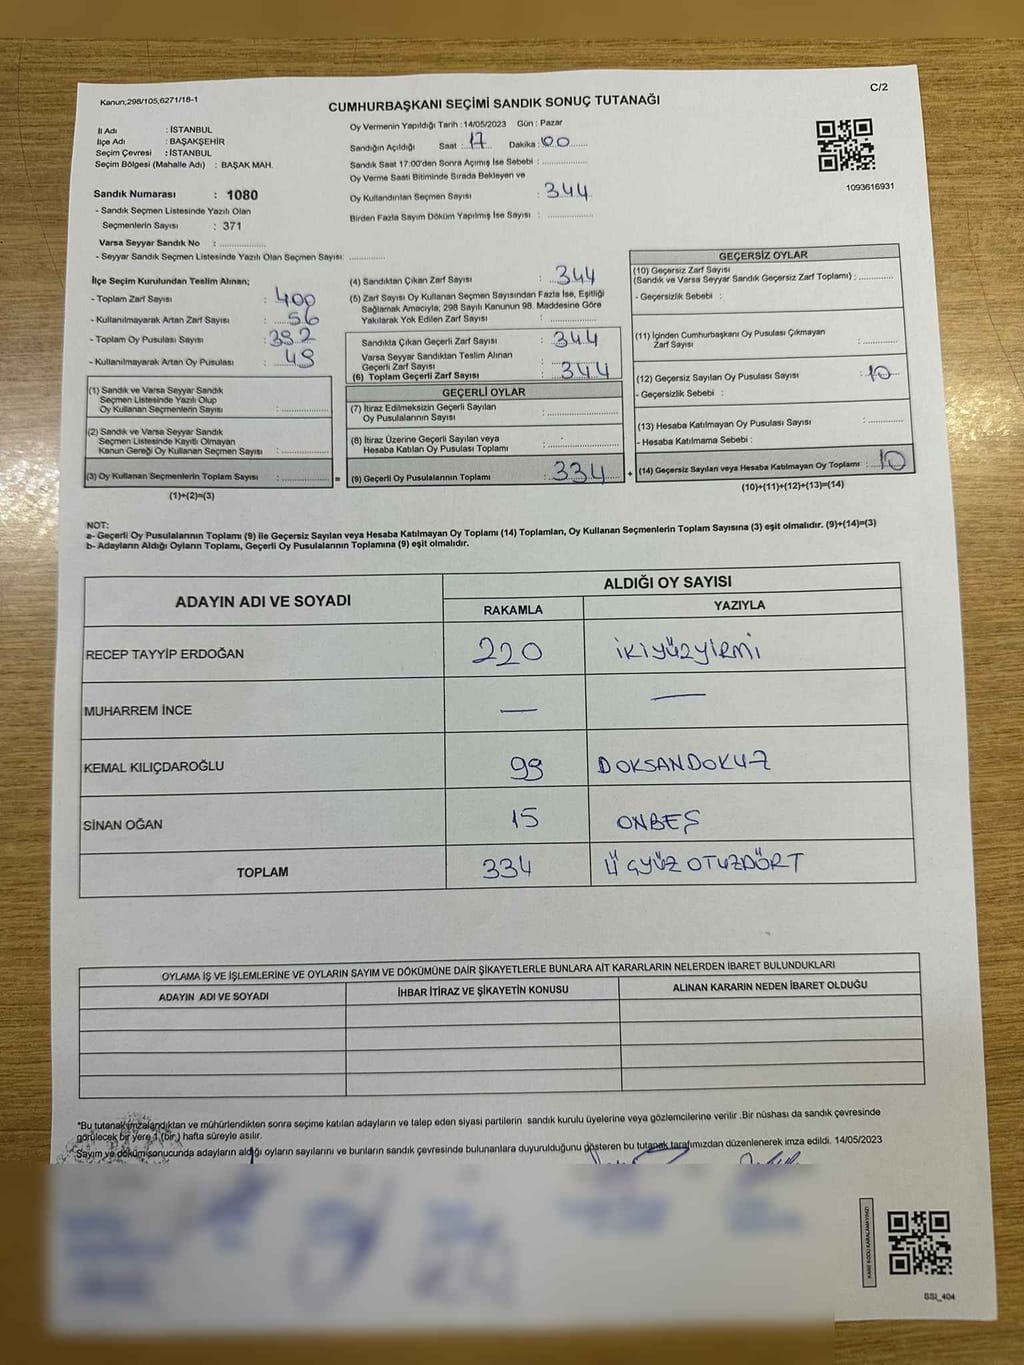 Kanun;298/105,6271/18-1
C/2
CUMHURBAŞKANI SEÇİMİ SANDIK SONUÇ TUTANAĞI
İl Adı : İSTANBUL
İlçe Adı : BAŞAKŞEHİR
Seçim Çevresi : İSTANBUL
Seçim Bölgesi (Mahalle Adı) : BAŞAK MAH.
Oy Vermenin Yapıldığı Tarih : 14/05/2023 Gün : Pazar
Sandığın Açıldığı Saat : 17 Dakika : 00
Sandık Saat 17.00'den Sonra Açımış İse Sebebi :
Oy Verme Saati Bitiminde Sırada Bekleyen ve
Oy Kullandırılan Seçmen Sayısı : 344
Birden Fazla Sayım Döküm Yapılmış İse Sayısı :
1093616931
Sandık Numarası : 1080
- Sandık Seçmen Listesinde Yazılı Olan
Seçmenlerin Sayısı : 371
Varsa Seyyar Sandık No :
- Seyyar Sandık Seçmen Listesinde Yazılı Olan Seçmen Sayısı:
İlçe Seçim Kurulundan Teslim Alınan;
- Toplam Zarf Sayısı : 400
- Kullanılmayarak Artan Zarf Sayısı : 56
- Toplam Oy Pusulası Sayısı : 392
- Kullanılmayarak Artan Oy Pusulası : 48
(1) Sandık ve Varsa Seyyar Sandık
Seçmen Listesinde Yazılı Olup
Oy Kullanan Seçmenlerin Sayısı :
(2) Sandık ve Varsa Seyyar Sandık
Seçmen Listesinde Kayıtlı Olmayan
Kanun Gereği Oy Kullanan Seçmen Sayısı :
(3) Oy Kullanan Seçmenlerin Toplam Sayısı :
(1)+(2)=(3)
=
(4) Sandıktan Çıkan Zarf Sayısı : 344
(5) Zarf Sayısı Oy Kullanan Seçmen Sayısından Fazla İse, Eşitliği
Sağlamak Amacıyla; 298 Sayılı Kanunun 98. Maddesine Göre
Yakılarak Yok Edilen Zarf Sayısı :
Sandıkta Çıkan Geçerli Zarf Sayısı : 344
Varsa Seyyar Sandıktan Teslim Alınan
Geçerli Zarf Sayısı :
(6) Toplam Geçerli Zarf Sayısı : 344
GEÇERLİ OYLAR
(7) İtiraz Edilmeksizin Geçerli Sayılan
Oy Pusulalarının Sayısı :
(8) İtiraz Üzerine Geçerli Sayılan veya
Hesaba Katılan Oy Pusulası Toplamı :
(9) Geçerli Oy Pusulalarının Toplamı : 334
+
GEÇERSİZ OYLAR
(10) Geçersiz Zarf Sayısı
(Sandık ve Varsa Seyyar Sandık Geçersiz Zarf Toplamı) :
- Geçersizlik Sebebi :
(11) İçinden Cumhurbaşkanı Oy Pusulası Çıkmayan
Zarf Sayısı :
(12) Geçersiz Sayılan Oy Pusulası Sayısı : 10
- Geçersizlik Sebebi :
(13) Hesaba Katılmayan Oy Pusulası Sayısı :
- Hesaba Katılmama Sebebi :
(14) Geçersiz Sayılan veya Hesaba Katılmayan Oy Toplamı : 10
(10)+(11)+(12)+(13)=(14)
NOT:
a- Geçerli Oy Pusulalarının Toplamı (9) ile Geçersiz Sayılan veya Hesaba Katılmayan Oy Toplamı (14) Toplamları, Oy Kullanan Seçmenlerin Toplam Sayısına (3) eşit olmalıdır. (9)+(14)=(3)
b- Adayların Aldığı Oyların Toplamı, Geçerli Oy Pusulalarının Toplamına (9) eşit olmalıdır.
ADAYIN ADI VE SOYADI
ALDIĞI OY SAYISI
RAKAMLA YAZIYLA
RECEP TAYYİP ERDOĞAN 220 İKİYÜZYİRMİ
MUHARREM İNCE — —
KEMAL KILIÇDAROĞLU 99 DOKSANDOKUZ
SİNAN OĞAN 15 ONBEŞ
TOPLAM 334 ÜÇYÜZ OTUZDÖRT
OYLAMA İŞ VE İŞLEMLERİNE VE OYLARIN SAYIM VE DÖKÜMÜNE DAİR ŞİKAYETLERLE BUNLARA AİT KARARLARIN NELERDEN İBARET BULUNDUKLARI
ADAYIN ADI VE SOYADI İHBAR İTİRAZ VE ŞİKAYETİN KONUSU ALINAN KARARIN NEDEN İBARET OLDUĞU
*Bu tutanak imzalandıktan ve mühürlendikten sonra seçime katılan adayların ve talep eden siyasi partilerin sandık kurulu üyelerine veya gözlemcilerine verilir .Bir nüshası da sandık çevresinde
görülecek bir yere 1 (bir ) hafta süreyle asılır.
Sayım ve döküm sonucunda adayların aldığı oyların sayılarını ve bunların sandık çevresinde bulunanlara duyurulduğunu gösteren bu tutanak tarafımızdan düzenlenerek imza edildi. 14/05/2023
KARE KODU KARALAMAYINIZ!
SSI_404